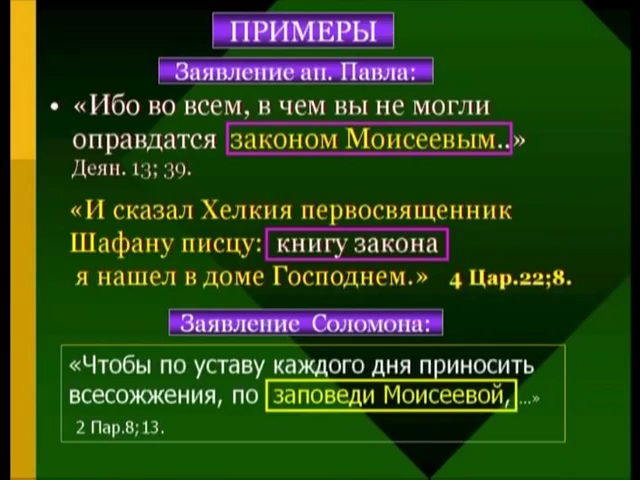 ПРИМЕРЫ
Заявление ап. Павла:
• «Ибо во всем, в чем вы не могли
оправдатся законом Моисеевым..»
Деян. 13; 39.
«И сказал Хелкия первосвященник
Шафану писцу: книгу закона
я нашел в доме Господнем.» 4 Цар.22;8.
Заявление Соломона:
«Чтобы по уставу каждого дня приносить
всесожжения, по заповеди Моисеевой, ...»
2 Пар.8;13.